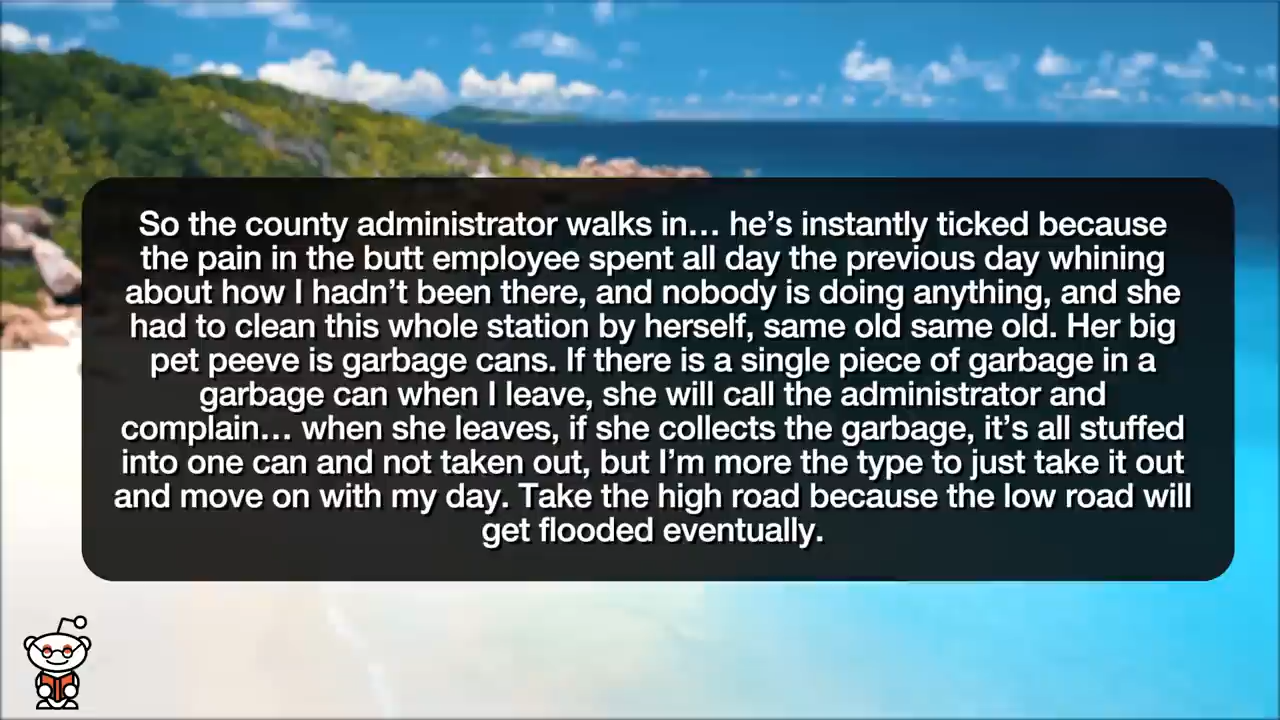 So the county administrator walks in… he’s instantly ticked because
the pain in the butt employee spent all day the previous day whining
about how I hadn’t been there, and nobody is doing anything, and she
had to clean this whole station by herself, same old same old. Her big
pet peeve is garbage cans. If there is a single piece of garbage in a
garbage can when I leave, she will call the administrator and
complain… when she leaves, if she collects the garbage, it’s all stuffed
into one can and not taken out, but I’m more the type to just take it out
and move on with my day. Take the high road because the low road will
get flooded eventually.